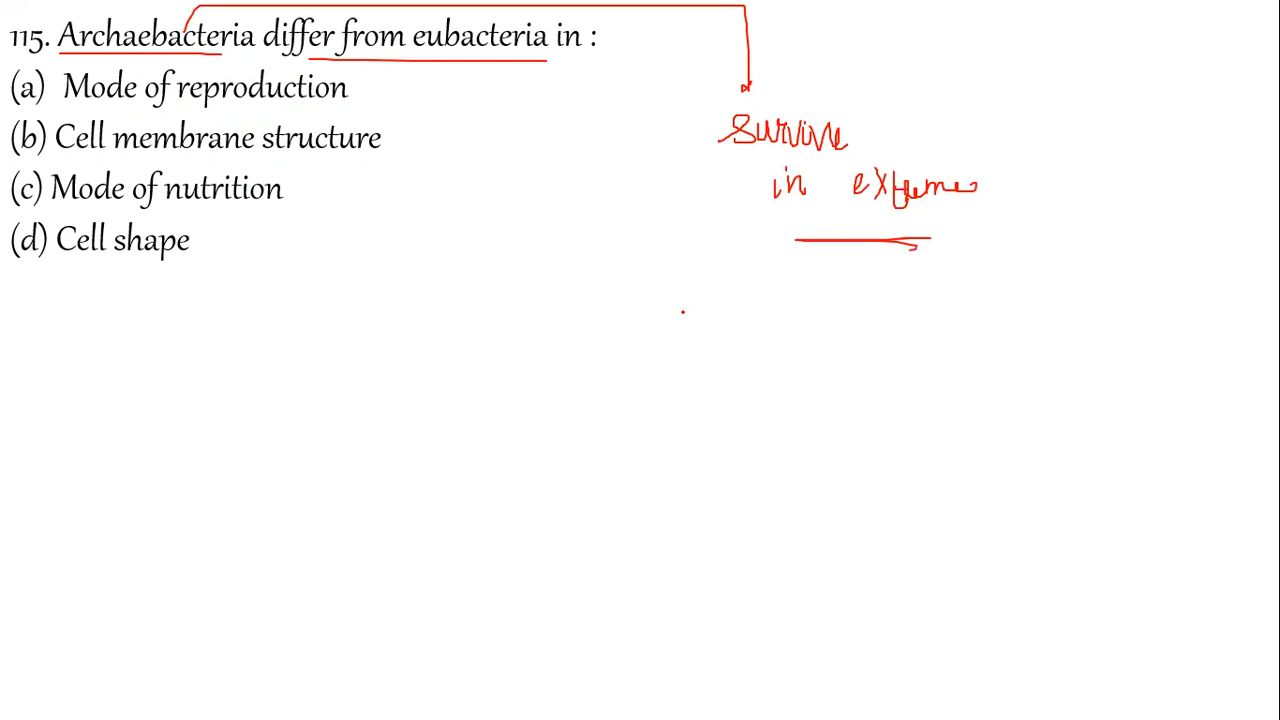 115. Archaebacteria differ from eubacteria in :
(a) Mode of reproduction
(b) Cell membrane structure
(c) Mode of nutrition
(d) Cell shape
Survive
in extreme